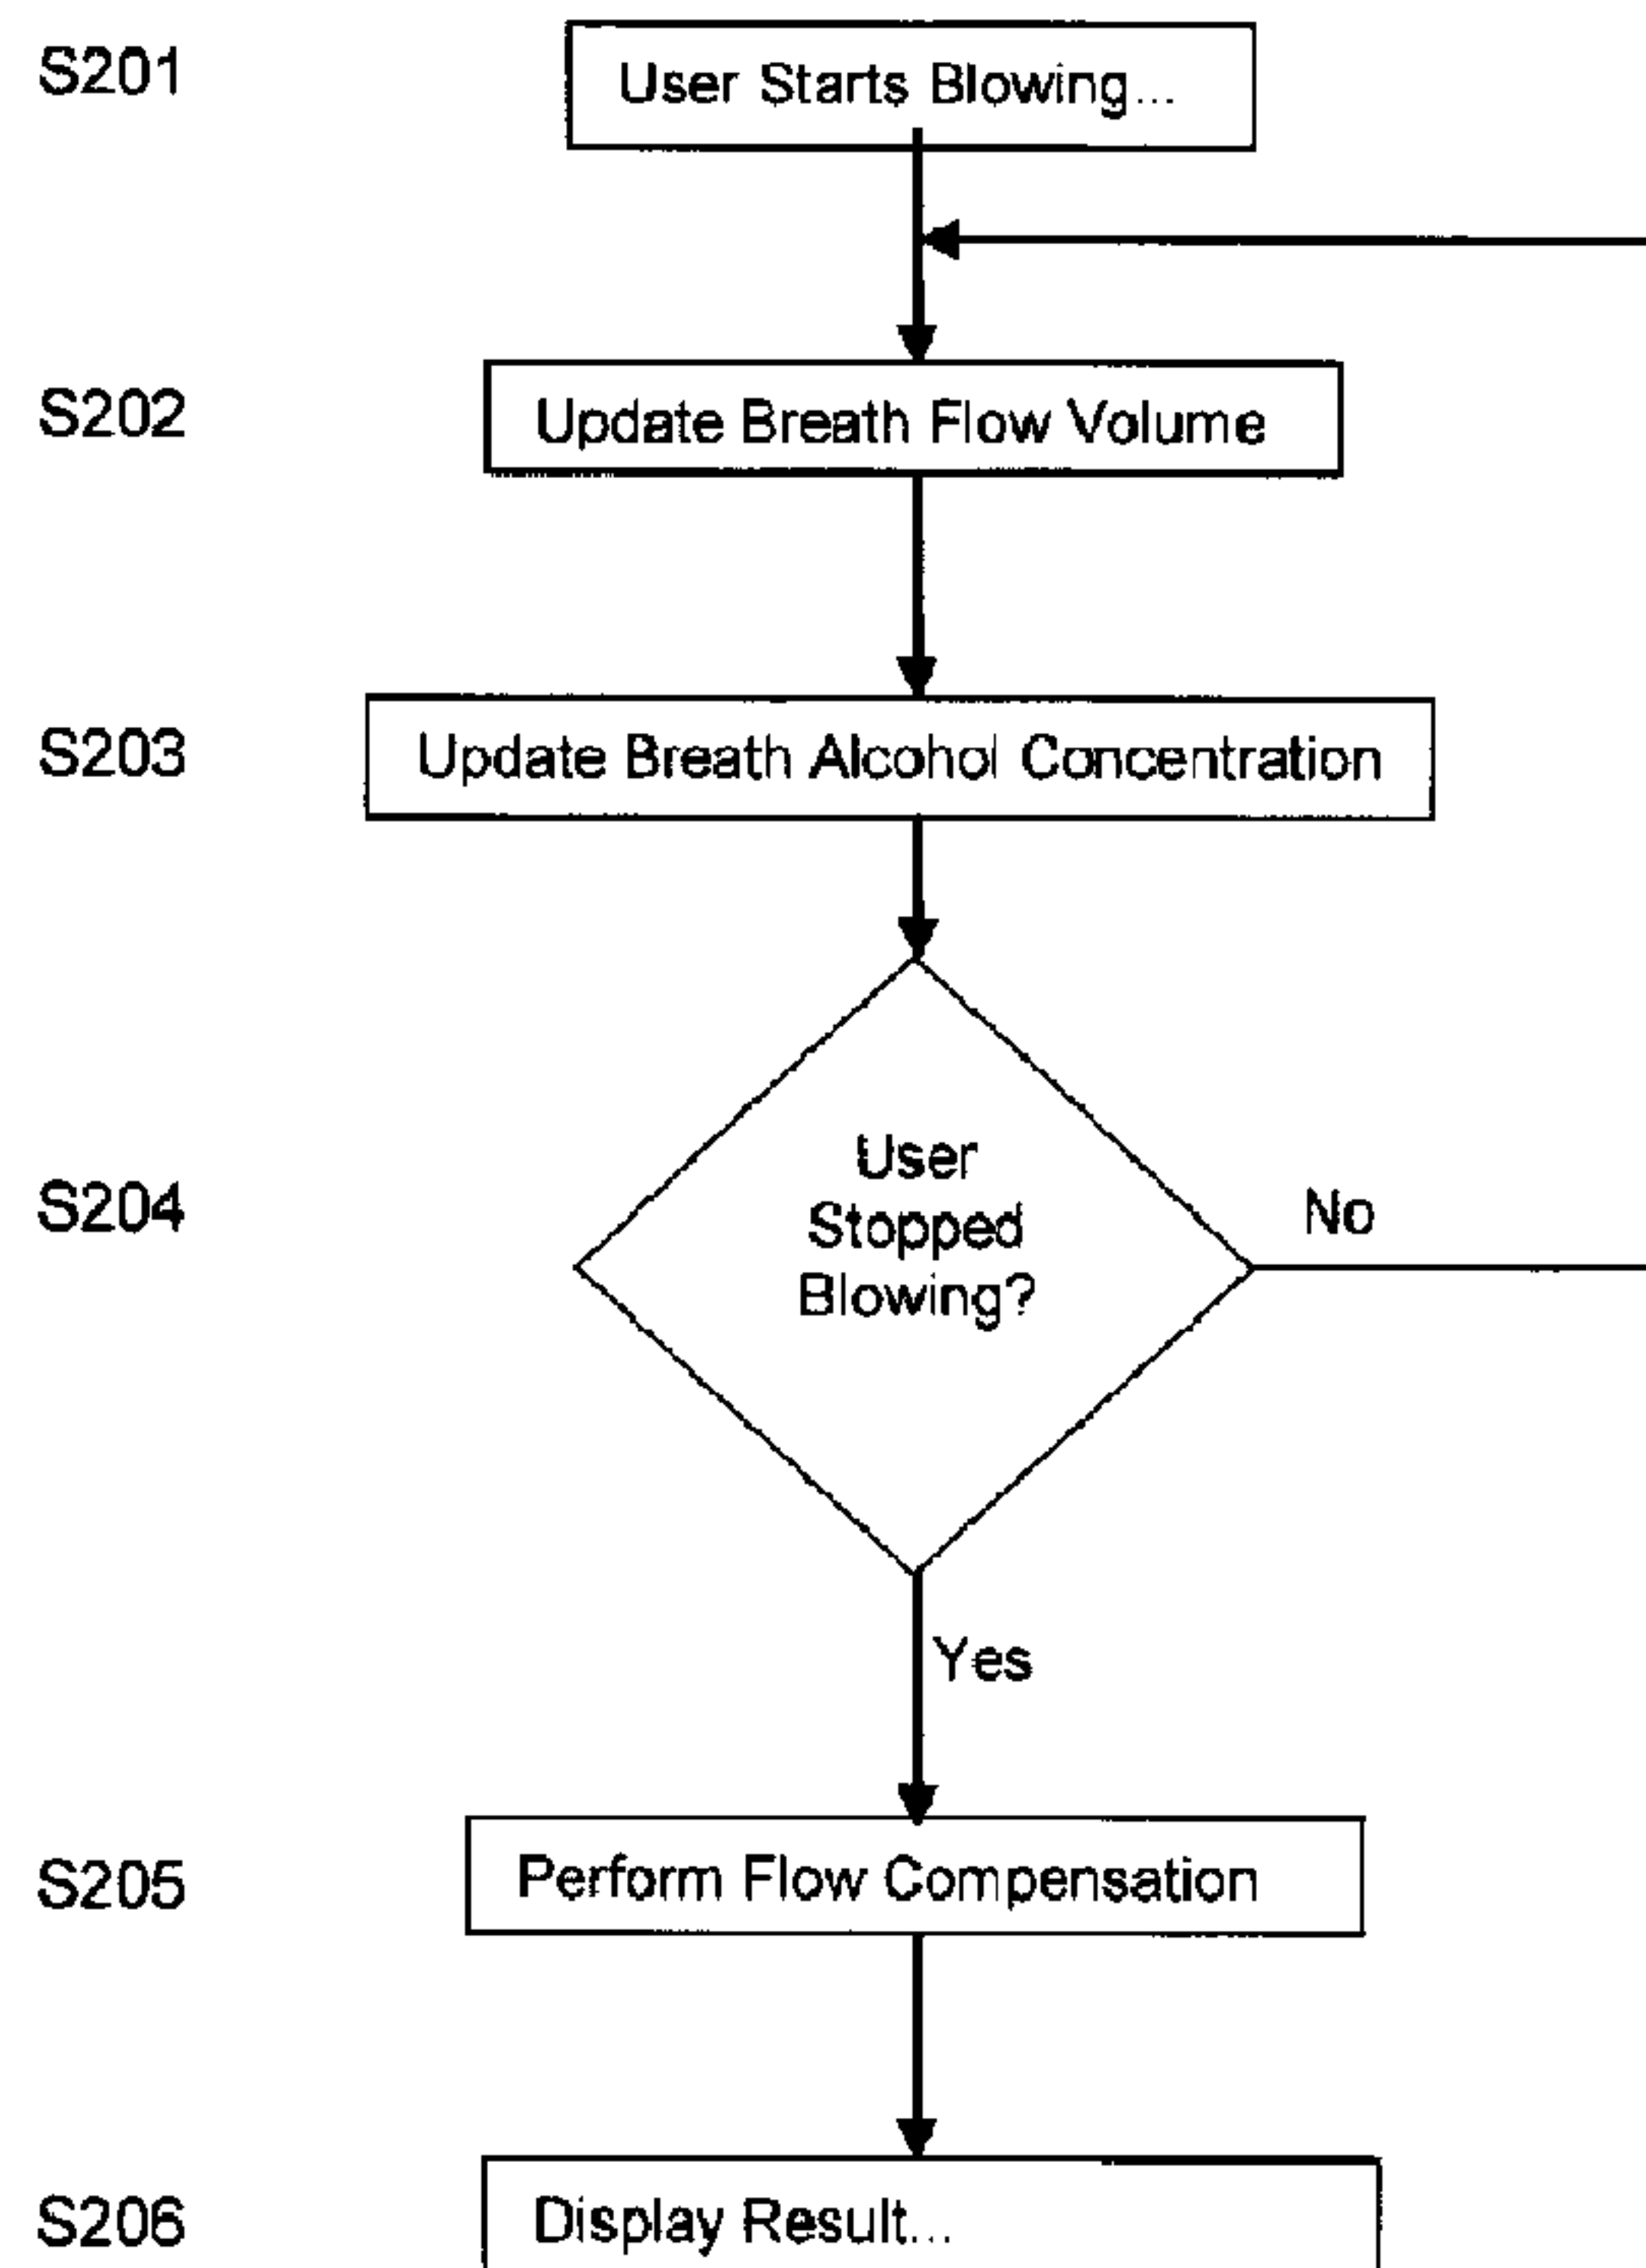 S201
User Starts Blowing...
S202
Update Breath Flow Volume
S203
Update Breath Alcohol Concentration
S204
User
Stopped
Blowing?
No
Yes
S205
Perform Flow Compensation
S206
Display Result...